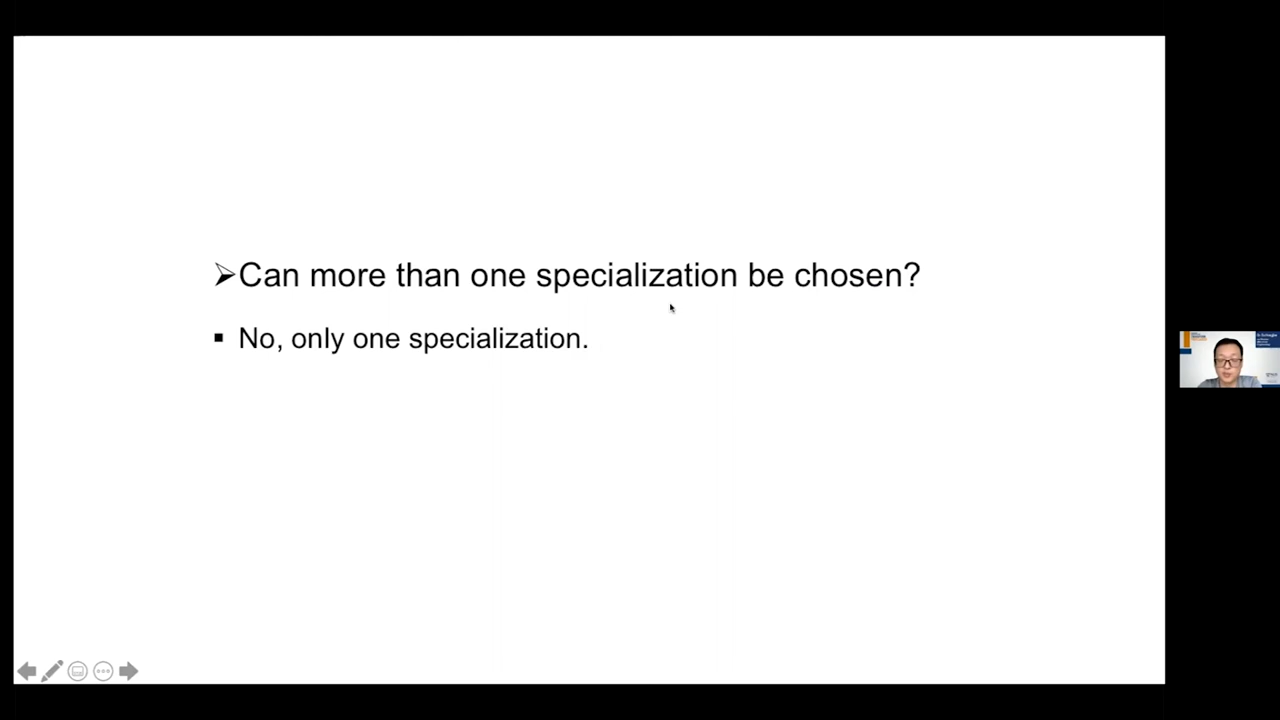 ➢Can more than one specialization be chosen?
▪ No, only one specialization.